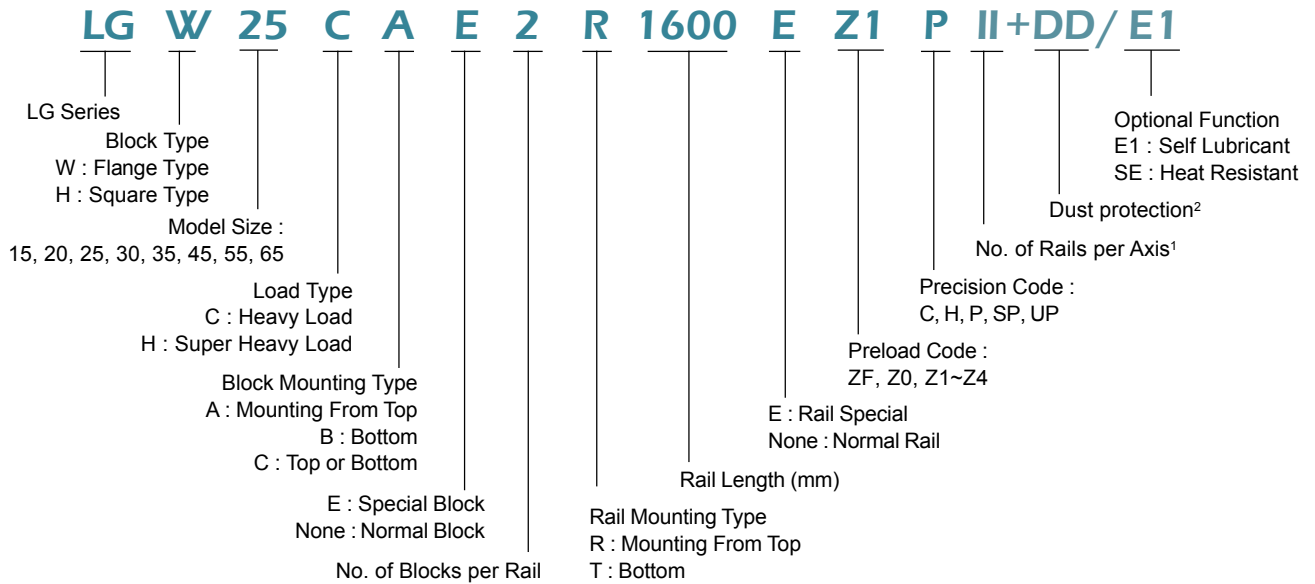 LG W 25 C A E 2 R 1600 E Z1 P II+DD/E1
LG Series
Block Type
W : Flange Type
H : Square Type
Model Size :
15, 20, 25, 30, 35, 45, 55, 65
Load Type
C : Heavy Load
H : Super Heavy Load
Block Mounting Type
A : Mounting From Top
B : Bottom
C : Top or Bottom
E : Special Block
None : Normal Block
No. of Blocks per Rail
Rail Mounting Type
R : Mounting From Top
T : Bottom
Rail Length (mm)
E : Rail Special
None : Normal Rail
Preload Code :
ZF, Z0, Z1~Z4
Precision Code :
C, H, P, SP, UP
No. of Rails per Axis¹
Dust protection²
Optional Function
E1 : Self Lubricant
SE : Heat Resistant